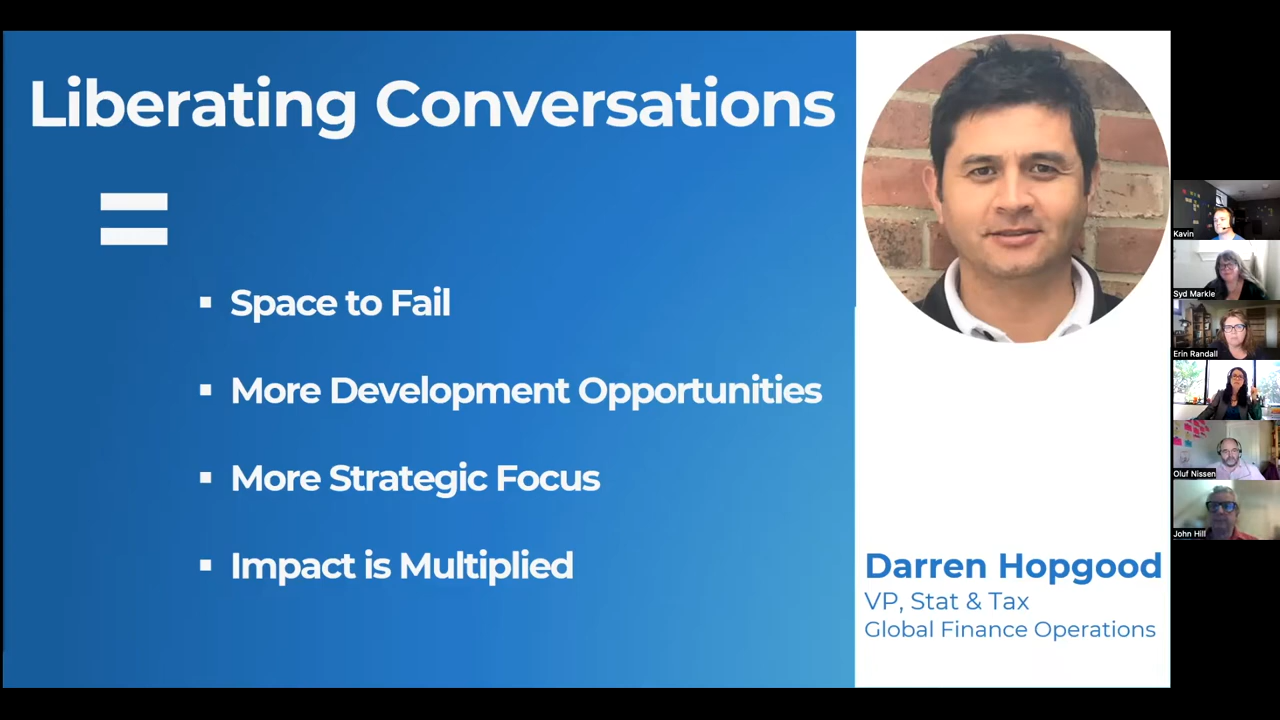 Liberating Conversations
=
▪ Space to Fail
▪ More Development Opportunities
▪ More Strategic Focus
▪ Impact is Multiplied
Darren Hopgood
VP, Stat & Tax
Global Finance Operations
Kavin
Syd Markle
Erin Randall
Oluf Nissen
John Hill